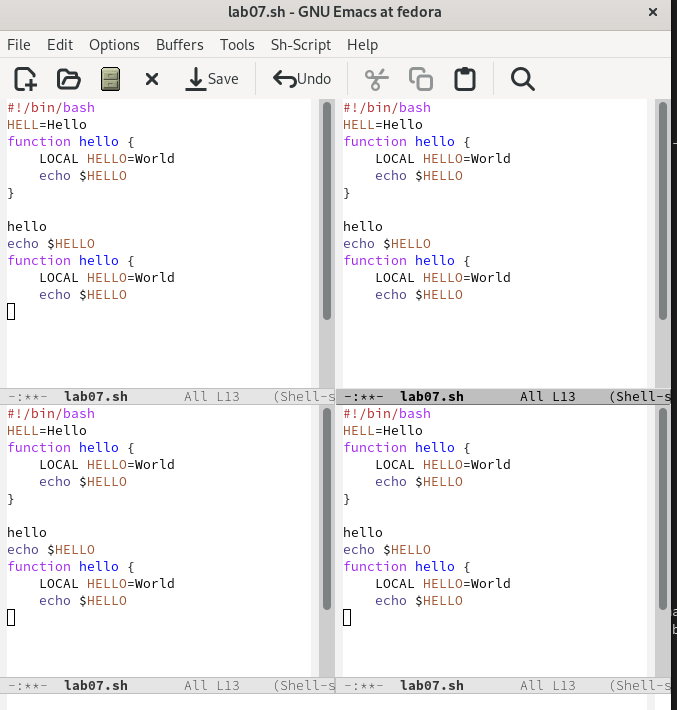 lab07.sh - GNU Emacs at fedora
File Edit Options Buffers Tools Sh-Script Help
Save Undo
#!/bin/bash
HELL=Hello
function hello {
    LOCAL HELLO=World
    echo $HELLO
}
hello
echo $HELLO
function hello {
    LOCAL HELLO=World
    echo $HELLO
-:**- lab07.sh All L13 (Shell-s
#!/bin/bash
HELL=Hello
function hello {
    LOCAL HELLO=World
    echo $HELLO
}
hello
echo $HELLO
function hello {
    LOCAL HELLO=World
    echo $HELLO
-:**- lab07.sh All L13 (Shell-s
#!/bin/bash
HELL=Hello
function hello {
    LOCAL HELLO=World
    echo $HELLO
}
hello
echo $HELLO
function hello {
    LOCAL HELLO=World
    echo $HELLO
-:**- lab07.sh All L13 (Shell-s
#!/bin/bash
HELL=Hello
function hello {
    LOCAL HELLO=World
    echo $HELLO
}
hello
echo $HELLO
function hello {
    LOCAL HELLO=World
    echo $HELLO
-:**- lab07.sh All L13 (Shell-s